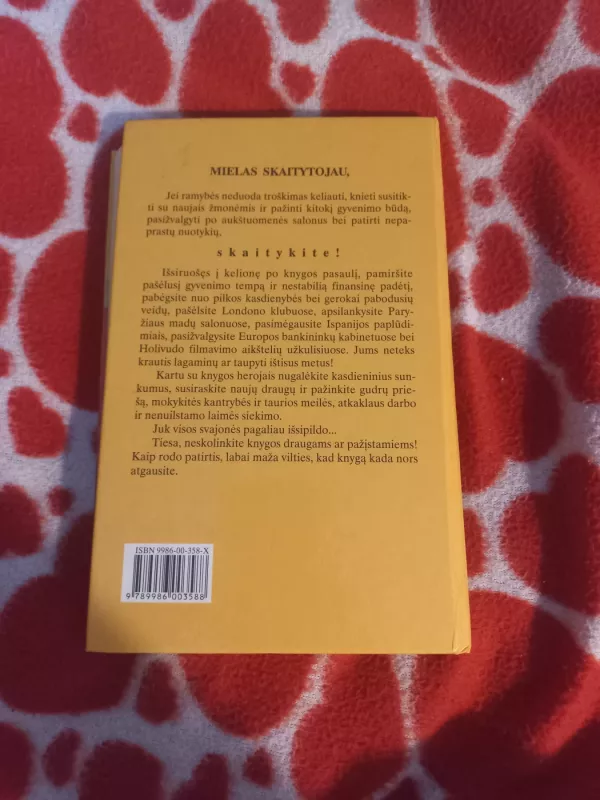 MIELAS SKAITYTOJAU,
Jei ramybės neduoda troškimas keliauti, knieti susitik-
ti su naujais žmonėmis ir pažinti kitokį gyvenimo būdą,
pasižvalgyti po aukštuomenės salonus bei patirti nepa-
prastų nuotykių,
skaitykite!
Išsiruošęs į kelionę po knygos pasaulį, pamiršite
pašėlusį gyvenimo tempą ir nestabilią finansinę padėtį,
pabėgsite nuo pilkos kasdienybės bei gerokai pabodusių
veidų, pašėlsite Londono klubuose, apsilankysite Pary-
žiaus madų salonuose, pasimėgausite Ispanijos paplūdi-
miais, pasižvalgysite Europos bankininkų kabinetuose bei
Holivudo filmavimo aikštelių užkulisiuose. Jums neteks
krautis lagaminų ar taupyti ištisus metus!
Kartu su knygos herojais nugalėkite kasdieninius sun-
kumus, susiraskite naujų draugų ir pažinkite gudrų prie-
šą, mokykitės kantrybės ir taurios meilės, atkaklaus darbo
ir nenuilstamo laimės siekimo.
Juk visos svajonės pagaliau išsipildo...
Tiesa, neskolinkite knygos draugams ar pažįstamiems!
Kaip rodo patirtis, labai maža vilties, kad knygą kada nors
atgausite.
ISBN 9986-00-358-X
9 789986 003588